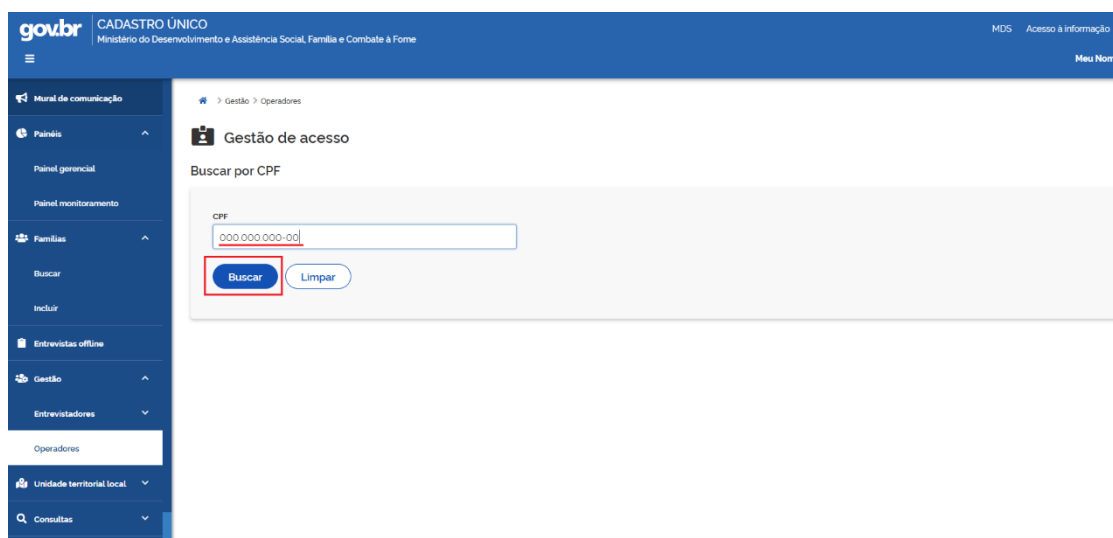 gov.br
CADASTRO ÚNICO
Ministério do Desenvolvimento e Assistência Social, Família e Combate à Fome
MDS Acesso à informação
Meu Nom
Mural de comunicação
Painéis
Painel gerencial
Painel monitoramento
Famílias
Buscar
Incluir
Entrevistas offline
Gestão
Entrevistadores
Operadores
Unidade territorial local
Consultas
> Gestão > Operadores
Gestão de acesso
Buscar por CPF
CPF
000.000.000-00
Buscar Limpar